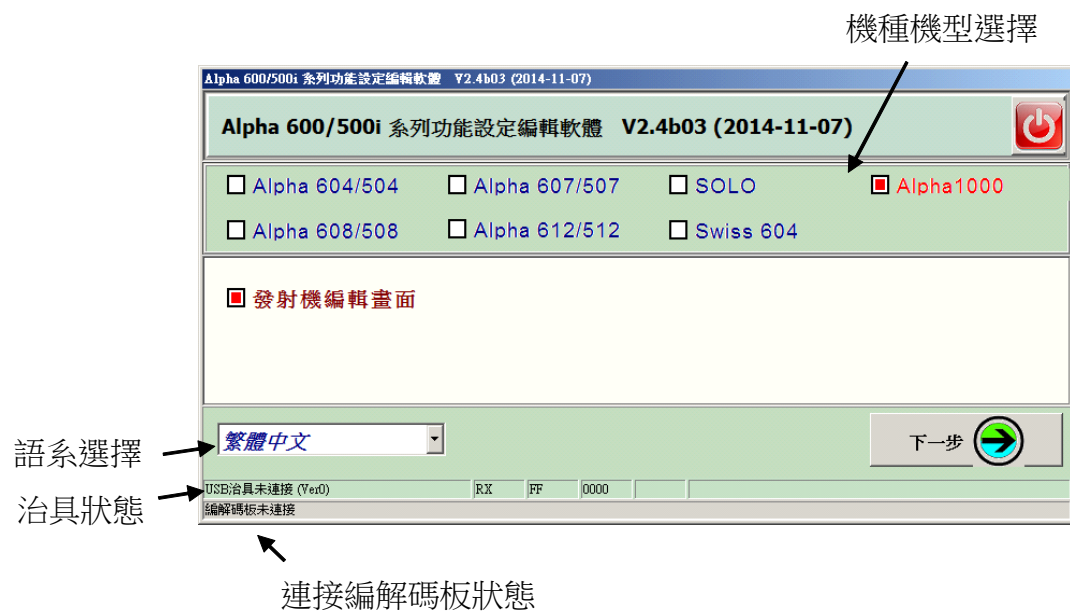 機種機型選擇
Alpha 600/500i 系列功能設定編輯軟體 V2.4b03 (2014-11-07)
Alpha 600/500i 系列功能設定編輯軟體 V2.4b03 (2014-11-07)
Alpha 604/504 Alpha 607/507 SOLO Alpha1000
Alpha 608/508 Alpha 612/512 Swiss 604
發射機編輯畫面
語系選擇 繁體中文 下一步
治具狀態 USB治具未連接 (Ver0) RX FF 0000
編解碼板未連接
連接編解碼板狀態